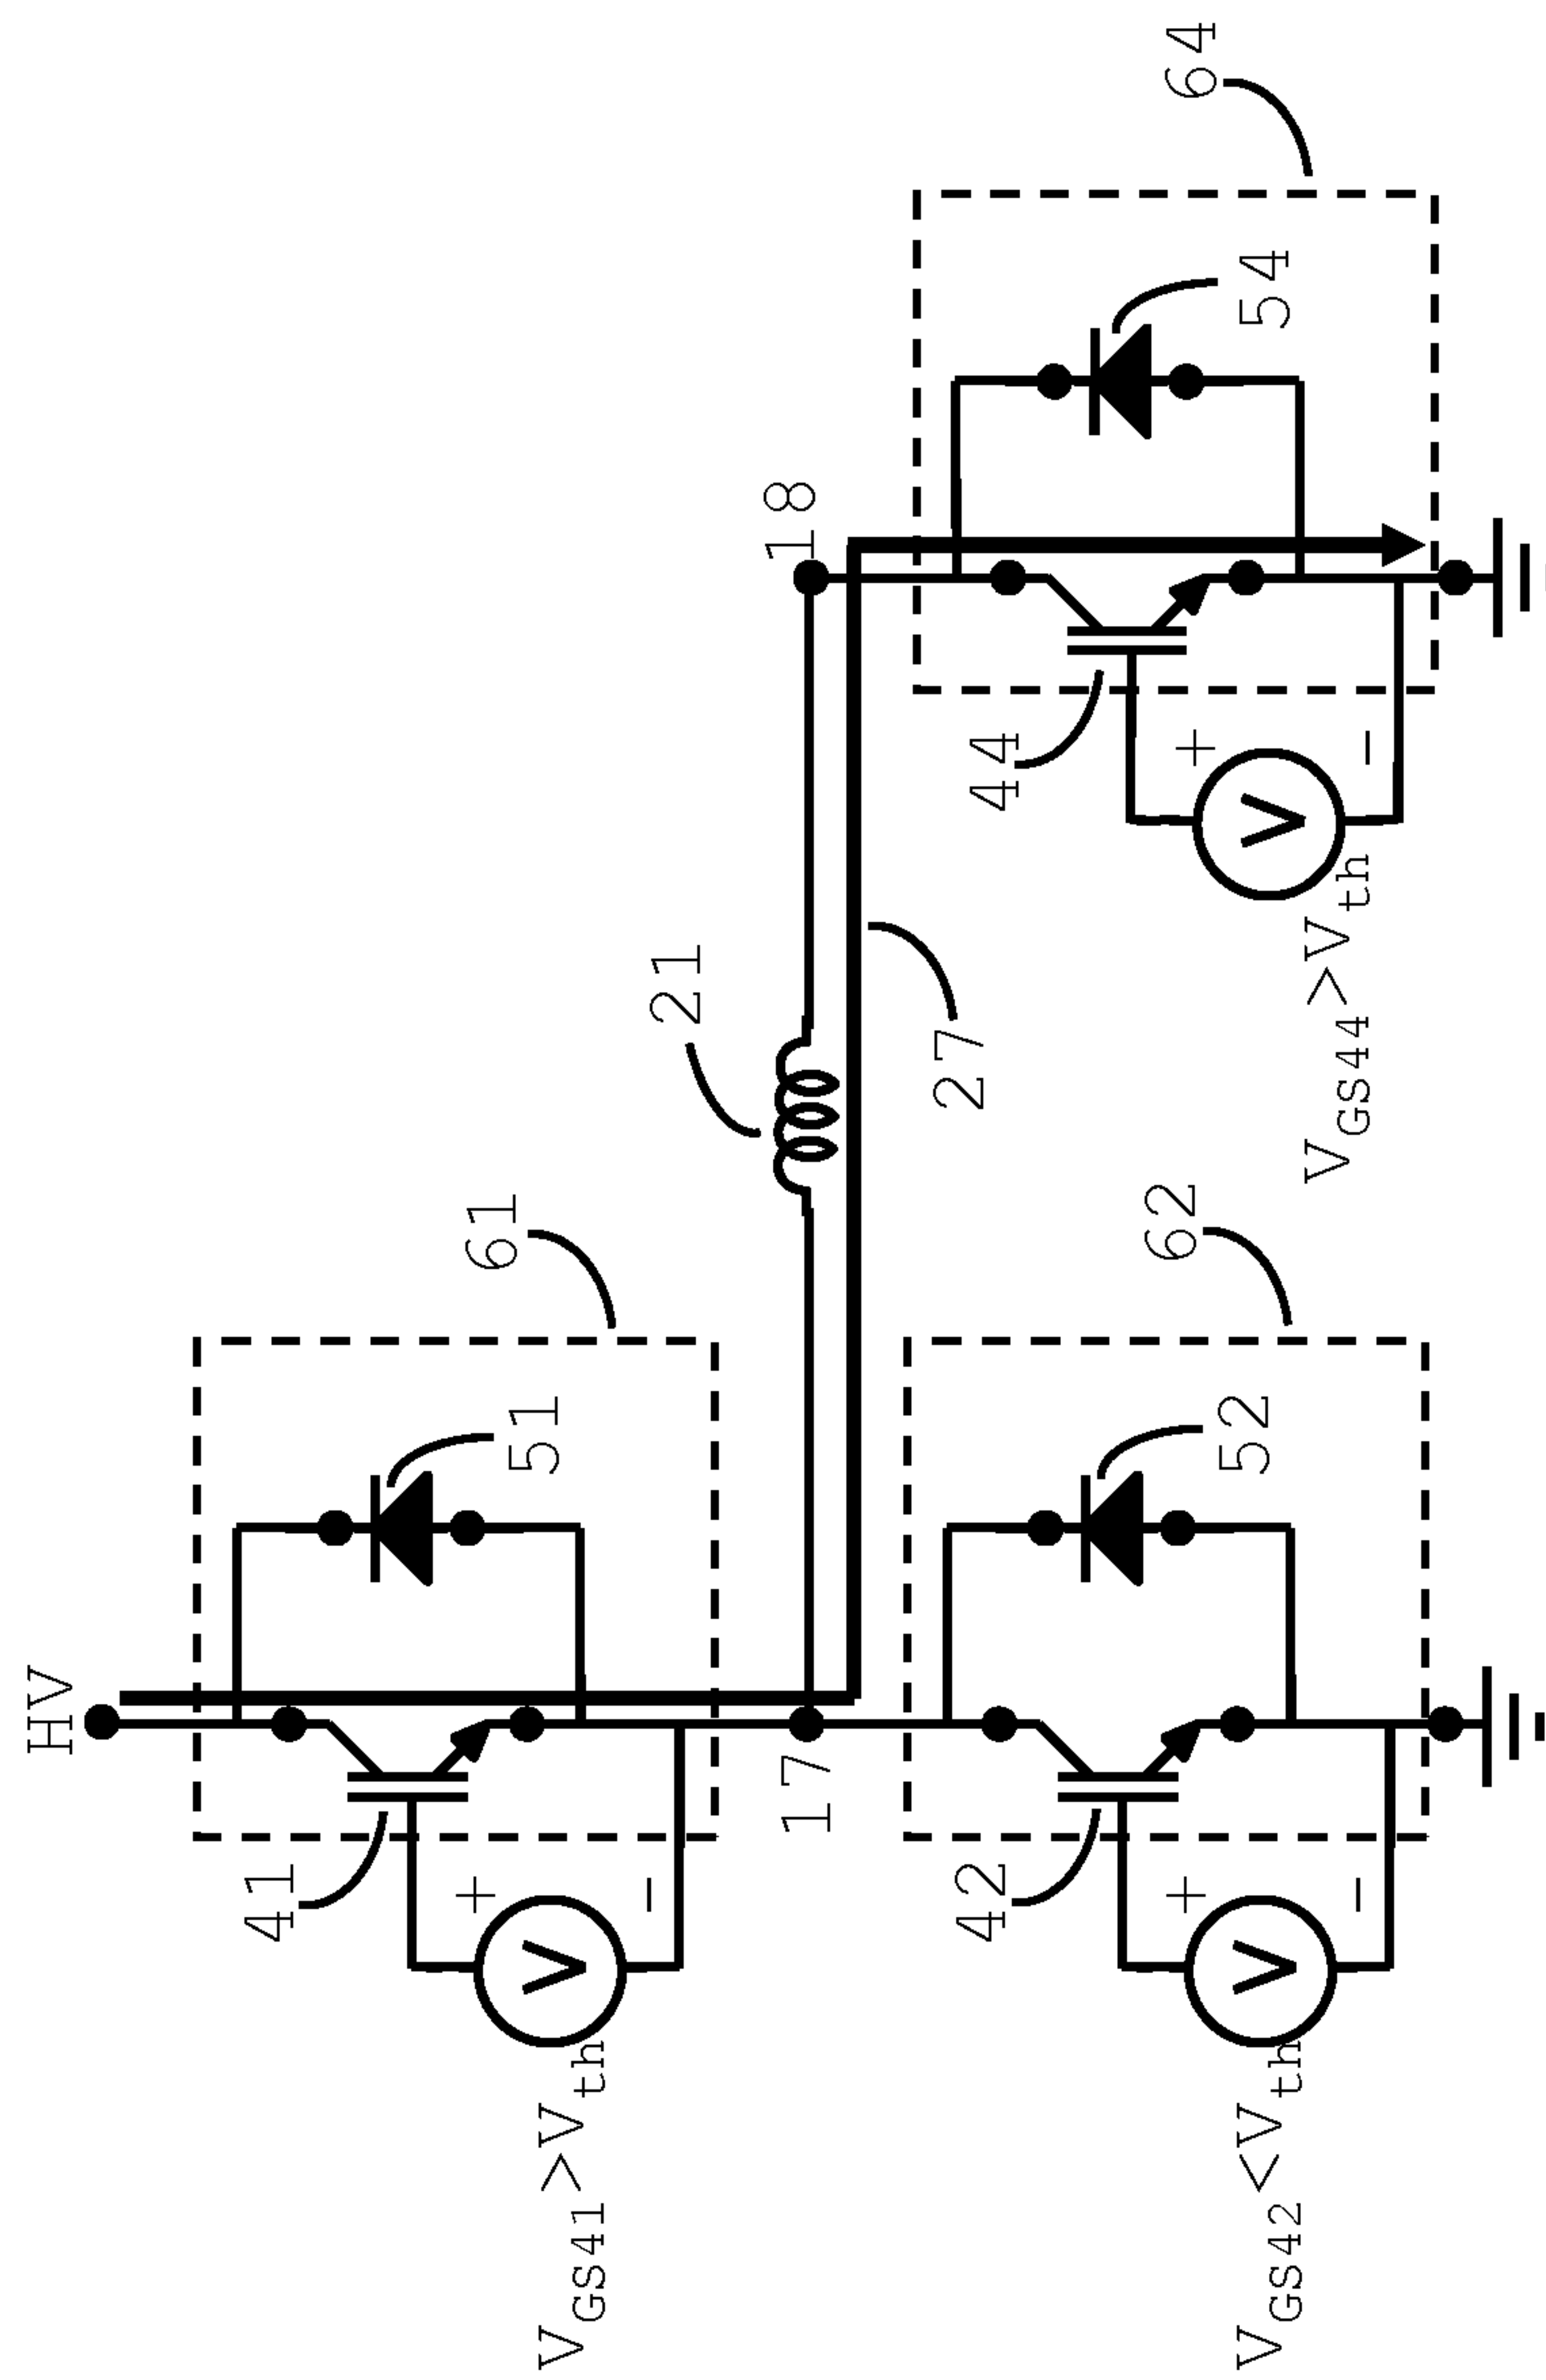 HV
61
51
41
+
V
-
V_GS41>V_th
17
21
18
27
62
52
42
+
V
-
V_GS42<V_th
64
54
44
+
V
-
V_GS44>V_th